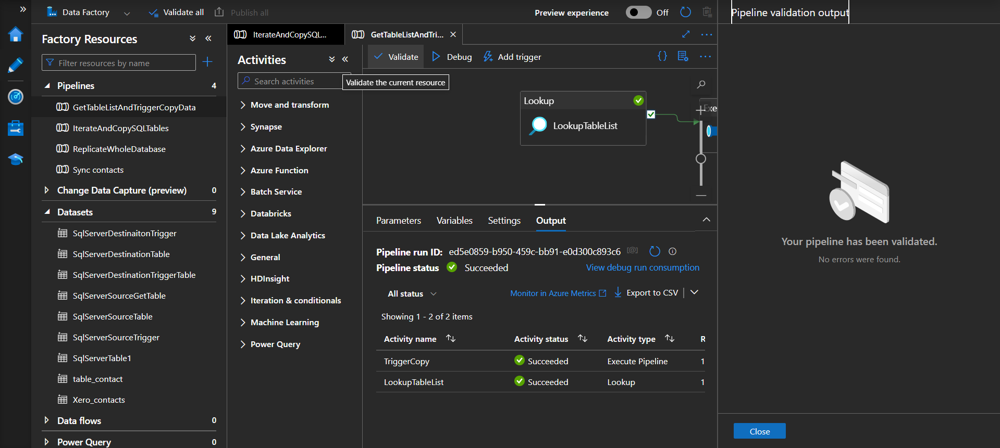 Data Factory
Validate all
Publish all
Preview experience
Off
Factory Resources
Filter resources by name
Pipelines 4
GetTableListAndTriggerCopyData
IterateAndCopySQLTables
ReplicateWholeDatabase
Sync contacts
Change Data Capture (preview) 0
Datasets 9
SqlServerDestinaitonTrigger
SqlServerDestinationTable
SqlServerDestinationTriggerTable
SqlServerSourceGetTable
SqlServerSourceTable
SqlServerSourceTrigger
SqlServerTable1
table_contact
Xero_contacts
Data flows 0
Power Query 0
IterateAndCopySQL...
GetTableListAndTri...
Activities
Search activities
Move and transform
Synapse
Azure Data Explorer
Azure Function
Batch Service
Databricks
Data Lake Analytics
General
HDInsight
Iteration & conditionals
Machine Learning
Power Query
Validate
Debug
Add trigger
{}
Validate the current resource
Lookup
LookupTableList
Exe
Parameters Variables Settings Output
Pipeline run ID: ed5e0859-b950-459c-bb91-e0d300c893c6 [@]
Pipeline status Succeeded
View debug run consumption
All status
Monitor in Azure Metrics
Export to CSV
Showing 1 - 2 of 2 items
Activity name Activity status Activity type R
TriggerCopy Succeeded Execute Pipeline 1
LookupTableList Succeeded Lookup 1
Pipeline validation output
Your pipeline has been validated.
No errors were found.
Close